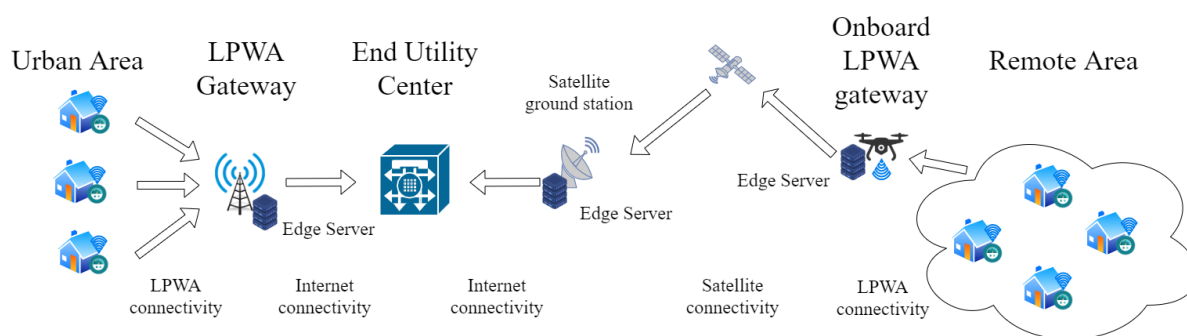 Urban Area
LPWA
Gateway
End Utility
Center
Satellite
ground station
Onboard
LPWA
gateway
Remote Area
Edge Server
Edge Server
Edge Server
LPWA
connectivity
Internet
connectivity
Internet
connectivity
Satellite
connectivity
LPWA
connectivity